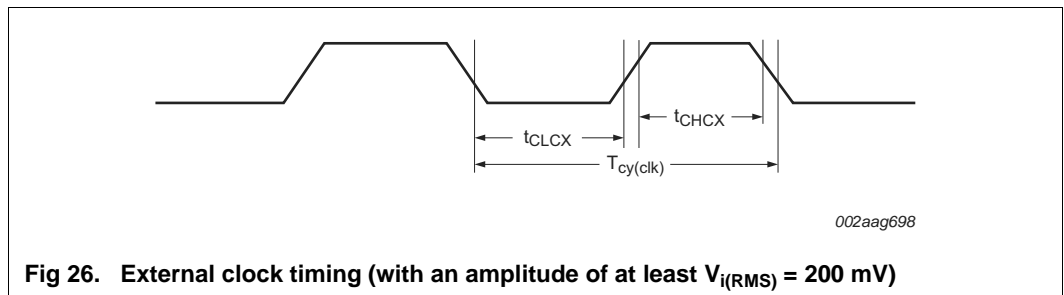 tCHCX
tCLCX
Tcy(clk)
002aag698
Fig 26. External clock timing (with an amplitude of at least Vi(RMS) = 200 mV)